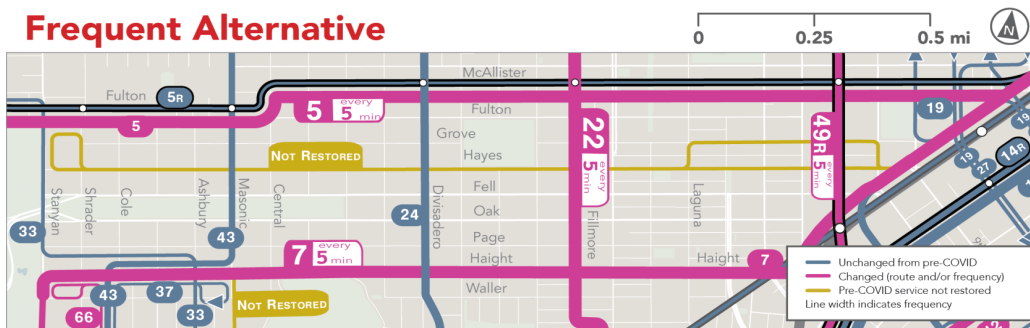 Frequent Alternative
0
0.25
0.5 mi
N
McAllister
5R
Fulton
5
every
5
min
5
Fulton
19
22
every
5
min
49R
every
5
min
Grove
NOT RESTORED
Hayes
14R
19
19
27
Stanyan
Shrader
Cole
Ashbury
Masonic
Central
Divisadero
Fillmore
Laguna
Fell
Oak
Page
24
33
43
7
every
5
min
Haight
Haight
7
Waller
43
37
33
66
NOT RESTORED
Unchanged from pre-COVID
Changed (route and/or frequency)
Pre-COVID service not restored
Line width indicates frequency